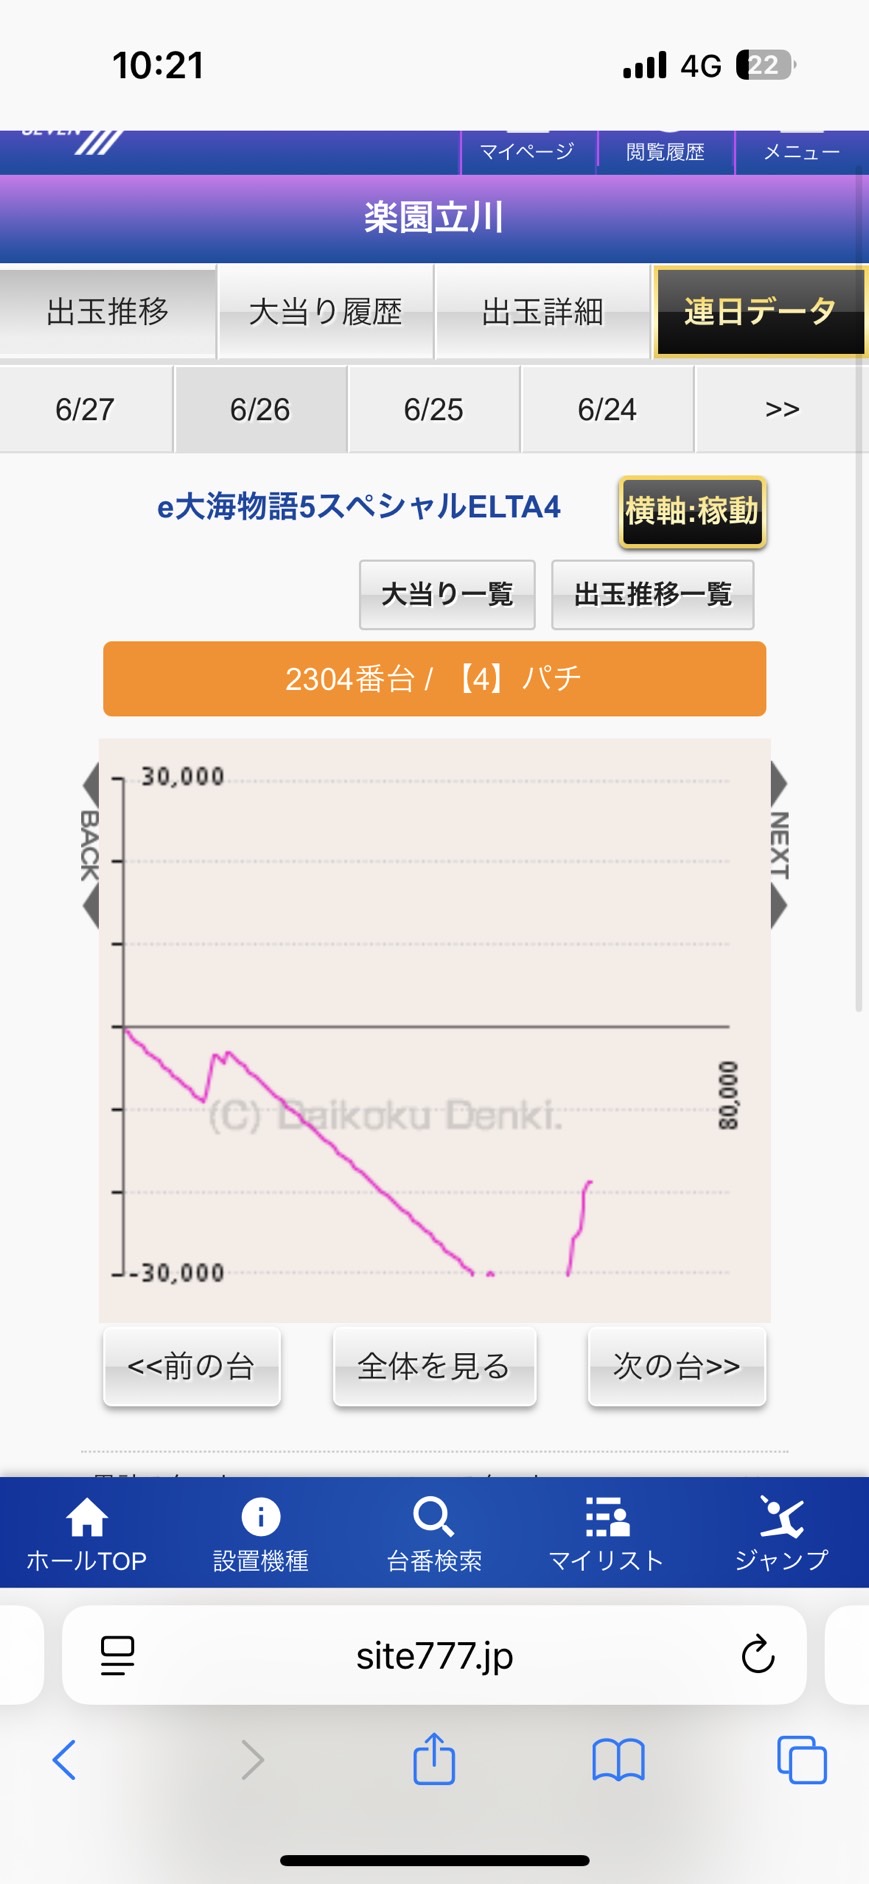 10:21
4G 22
マイページ 閲覧履歴 メニュー
楽園立川
出玉推移 大当り履歴 出玉詳細 連日データ
6/27 6/26 6/25 6/24 >>
e大海物語5スペシャルELTA4
横軸:稼動
大当り一覧 出玉推移一覧
2304番台 / 【4】パチ
30,000
BACK
NEXT
80,000
(C) Daikoku Denki.
-30,000
<<前の台 全体を見る 次の台>>
ホールTOP 設置機種 台番検索 マイリスト ジャンプ
site777.jp